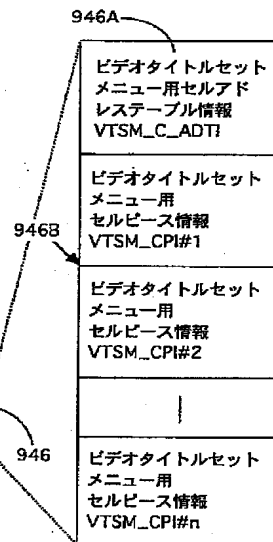 946A
ビデオタイトルセット
メニュー用セルアド
レステーブル情報
VTSM_C_ADTI
ビデオタイトルセット
メニュー用
セルピース情報
VTSM_CPI#1
946B
ビデオタイトルセット
メニュー用
セルピース情報
VTSM_CPI#2
946
ビデオタイトルセット
メニュー用
セルピース情報
VTSM_CPI#n